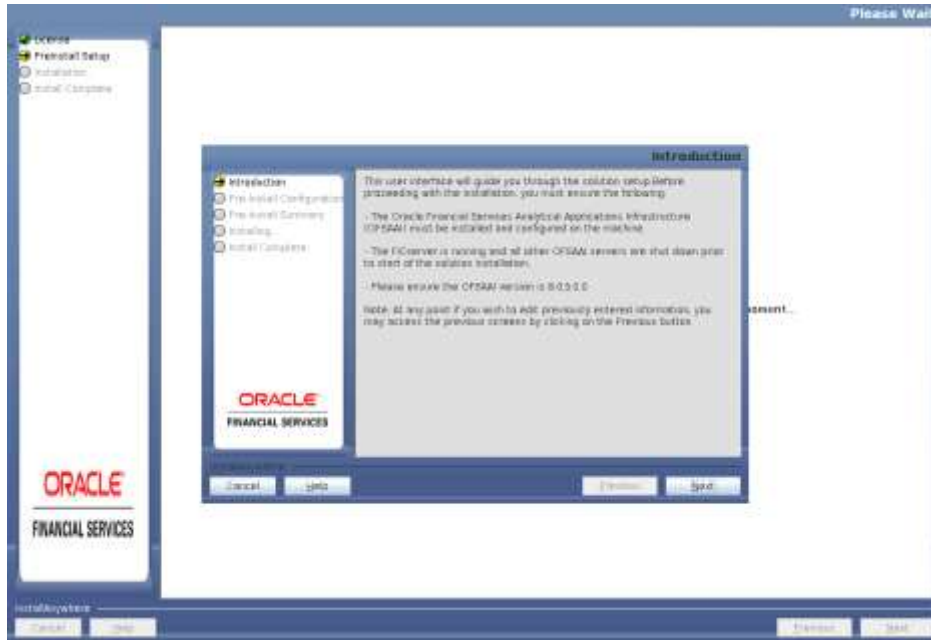 Please Wait
License
Preinstall Setup
Installation
Install Complete
Introduction
Introduction
Pre-Install Configuration
Pre-Install Summary
Installing...
Install Complete
This user interface will guide you through the solution setup. Before
proceeding with the installation, you must ensure the following:
- The Oracle Financial Services Analytical Applications Infrastructure
(OFSAAI) must be installed and configured on the machine.
- The FICserver is running and all other OFSAAI servers are shut down prior
to start of the solution installation.
- Please ensure the OFSAAI version is 8.0.5.0.0
Note: At any point if you wish to edit previously entered information, you
may access the previous screens by clicking on the Previous button.
ORACLE
FINANCIAL SERVICES
Cancel
Help
Previous
Next
ORACLE
FINANCIAL SERVICES
InstallAnywhere
Cancel
Help
Previous
Next